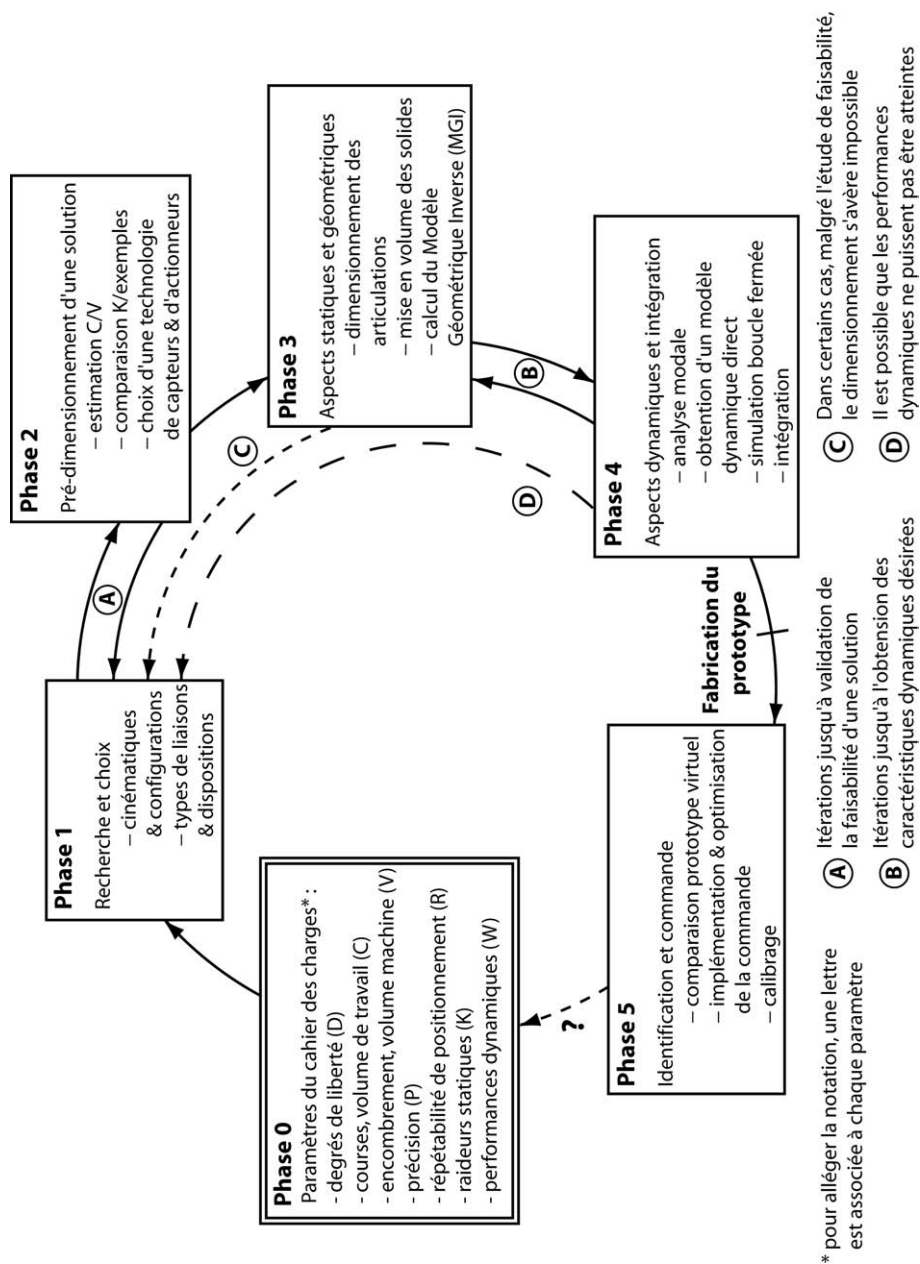 Phase 0
Paramètres du cahier des charges* :
- degrés de liberté (D)
- courses, volume de travail (C)
- encombrement, volume machine (V)
- précision (P)
- répétabilité de positionnement (R)
- raideurs statiques (K)
- performances dynamiques (W)
Phase 1
Recherche et choix
– cinématiques
& configurations
– types de liaisons
& dispositions
A
Phase 2
Pré-dimensionnement d'une solution
– estimation C/V
– comparaison K/exemples
– choix d'une technologie
de capteurs & d'actionneurs
C
D
Phase 3
Aspects statiques et géométriques
– dimensionnement des
articulations
– mise en volume des solides
– calcul du Modèle
Géométrique Inverse (MGI)
B
Phase 4
Aspects dynamiques et intégration
– analyse modale
– obtention d'un modèle
dynamique direct
– simulation boucle fermée
– intégration
Fabrication du
prototype
Phase 5
Identification et commande
– comparaison prototype virtuel
– implémentation & optimisation
de la commande
– calibrage
?
* pour alléger la notation, une lettre
est associée à chaque paramètre
A Itérations jusqu'à validation de
la faisabilité d'une solution
B Itérations jusqu'à l'obtention des
caractéristiques dynamiques désirées
C Dans certains cas, malgré l'étude de faisabilité,
le dimensionnement s'avère impossible
D Il est possible que les performances
dynamiques ne puissent pas être atteintes